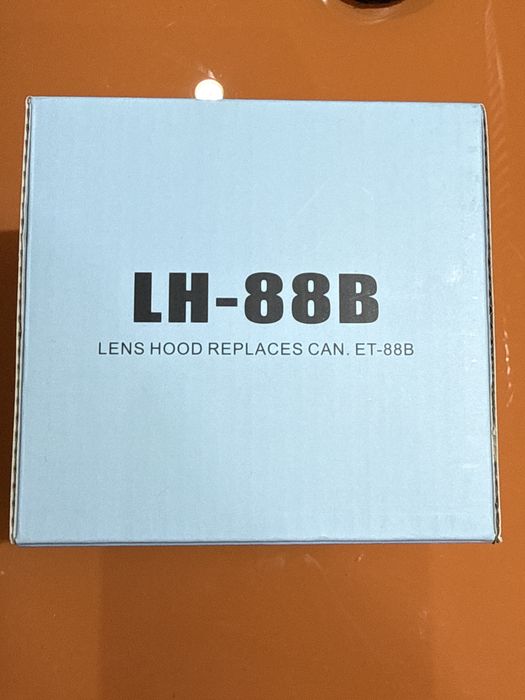 LH-88B
LENS HOOD REPLACES CAN. ET-88B